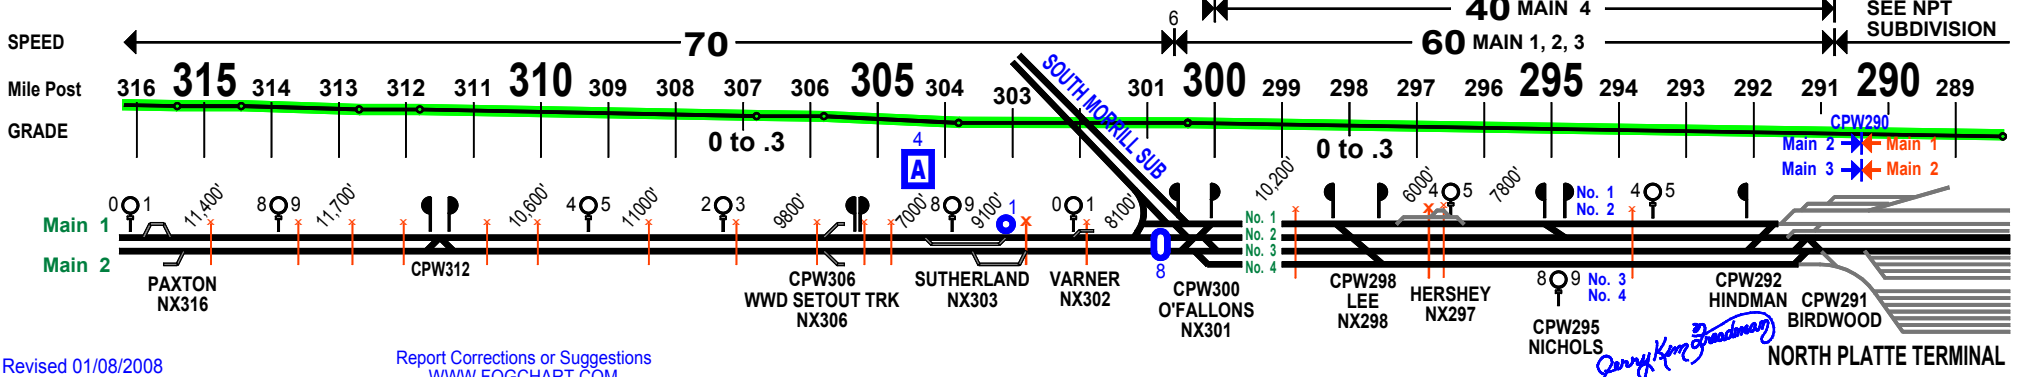 40 MAIN 4
SEE NPT
SUBDIVISION
SPEED
70
6
60 MAIN 1, 2, 3
Mile Post
316 315 314 313 312 311 310 309 308 307 306 305 304 303 301 300 299 298 297 296 295 294 293 292 291 290 289
SOUTH MORRILL SUB
GRADE
0 to .3
0 to .3
CPW290
Main 2 Main 1
Main 3 Main 2
4
A
0 1
11,400'
8 9
11,700'
10,600'
4 5
11000'
2 3
9800'
7000'
8 9
9100'
1
0 1
8100'
10,200'
6000'
4 5
7800'
No. 1
No. 2
4 5
Main 1
Main 2
No. 1
No. 2
No. 3
No. 4
0
8
8 9
No. 3
No. 4
PAXTON
NX316
CPW312
CPW306
WWD SETOUT TRK
NX306
SUTHERLAND
NX303
VARNER
NX302
CPW300
O'FALLONS
NX301
CPW298
LEE
NX298
HERSHEY
NX297
CPW295
NICHOLS
CPW292
HINDMAN
CPW291
BIRDWOOD
NORTH PLATTE TERMINAL
Revised 01/08/2008
Report Corrections or Suggestions
WWW.FOGCHART.COM